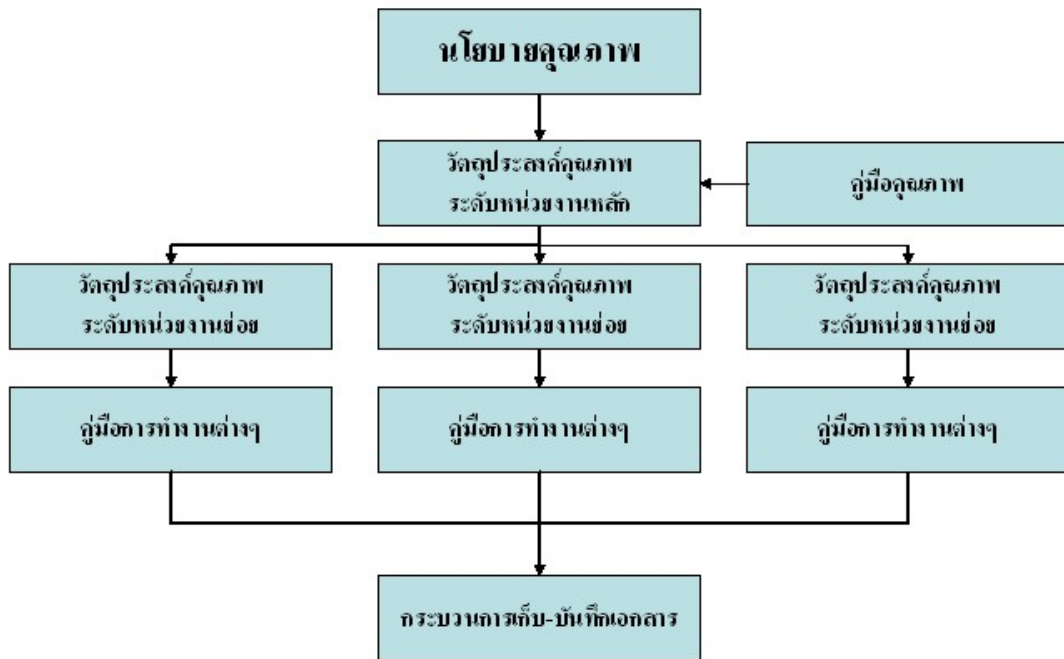 นโยบายคุณภาพ
วัตถุประสงค์คุณภาพ
ระดับหน่วยงานหลัก
คู่มือคุณภาพ
วัตถุประสงค์คุณภาพ
ระดับหน่วยงานย่อย
วัตถุประสงค์คุณภาพ
ระดับหน่วยงานย่อย
วัตถุประสงค์คุณภาพ
ระดับหน่วยงานย่อย
คู่มือการทำงานต่างๆ
คู่มือการทำงานต่างๆ
คู่มือการทำงานต่างๆ
กระบวนการเก็บ-บันทึกเอกสาร